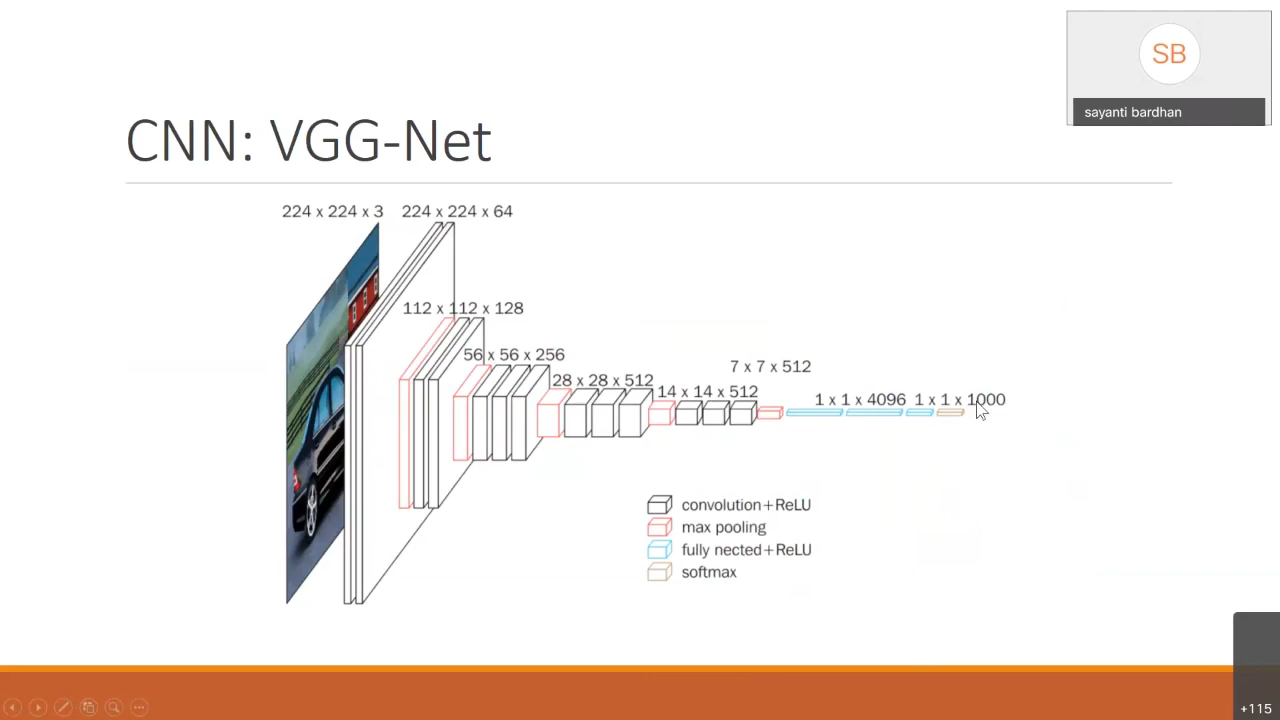 SB
sayanti bardhan
CNN: VGG-Net
224 x 224 x 3 224 x 224 x 64
112 x 112 x 128
56 x 56 x 256
28 x 28 x 512
14 x 14 x 512
7 x 7 x 512
1 x 1 x 4096 1 x 1 x 1000
convolution+ReLU
max pooling
fully nected+ReLU
softmax
+115